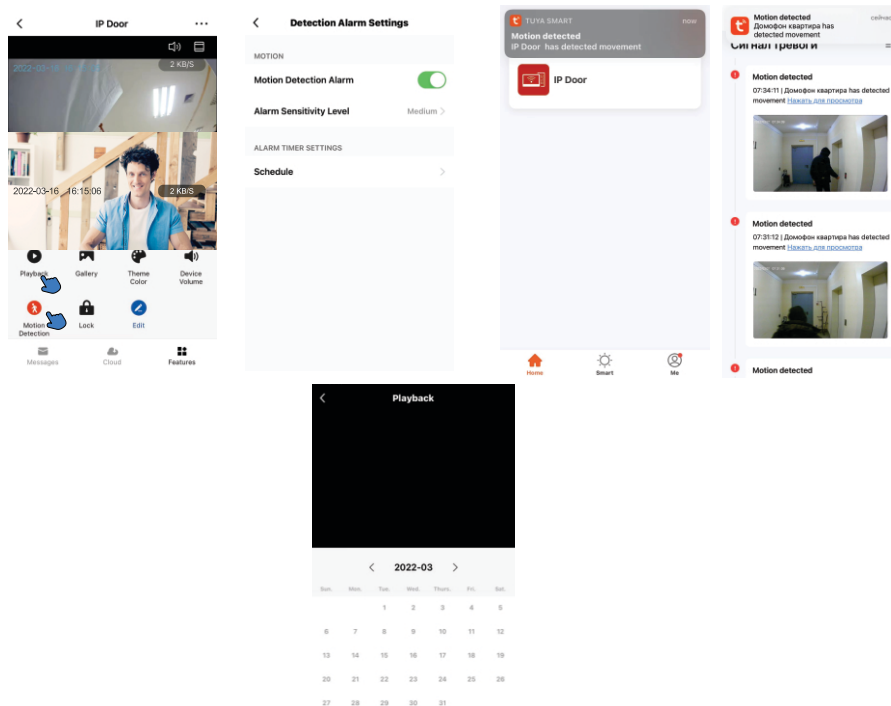 IP Door
2 KB/S
2022-03-16 16:15:06
2 KB/S
Playback
Gallery
Theme
Color
Device
Volume
Motion
Detection
Lock
Edit
Messages
Cloud
Features
Detection Alarm Settings
MOTION
Motion Detection Alarm
Alarm Sensitivity Level
Medium
ALARM TIMER SETTINGS
Schedule
TUYA SMART
now
Motion detected
IP Door has detected movement
IP Door
Home
Smart
Me
Motion detected
сейчас
Домофон квартира has
detected movement
Сигнал тревоги
Motion detected
07:34:11 | Домофон квартира has detected
movement Нажать для просмотра
Motion detected
07:31:12 | Домофон квартира has detected
movement Нажать для просмотра
Motion detected
Playback
2022-03
Sun. Mon. Tue. Wed. Thurs. Fri. Sat.
1 2 3 4 5
6 7 8 9 10 11 12
13 14 15 16 17 18 19
20 21 22 23 24 25 26
27 28 29 30 31